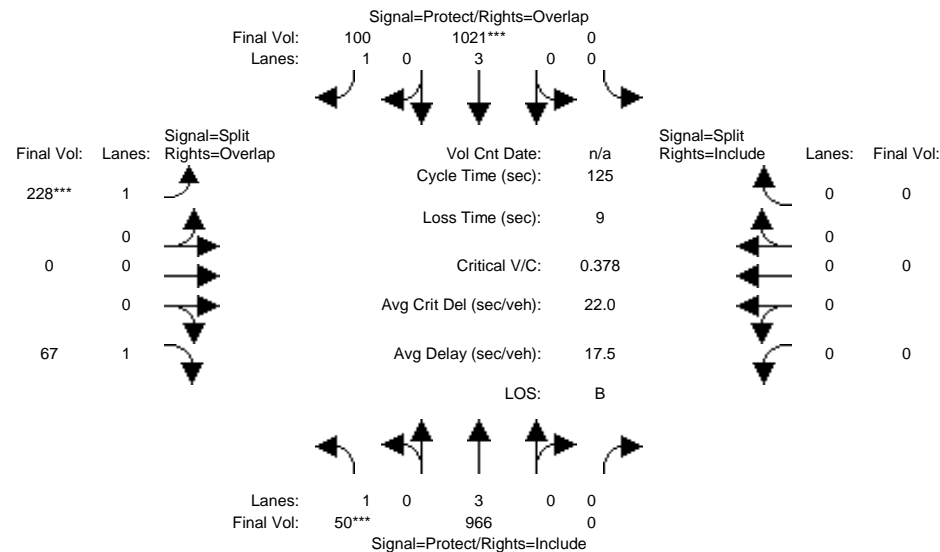 Signal=Protect/Rights=Overlap
Final Vol: 100 1021*** 0
Lanes: 1 0 3 0 0
Signal=Split Signal=Split
Final Vol: Lanes: Rights=Overlap Vol Cnt Date: n/a Rights=Include Lanes: Final Vol:
Cycle Time (sec): 125
228*** 1 0 0
Loss Time (sec): 9
0 0
0 0 Critical V/C: 0.378 0 0
0 Avg Crit Del (sec/veh): 22.0 0
67 1 Avg Delay (sec/veh): 17.5 0 0
LOS: B
Lanes: 1 0 3 0 0
Final Vol: 50*** 966 0
Signal=Protect/Rights=Include